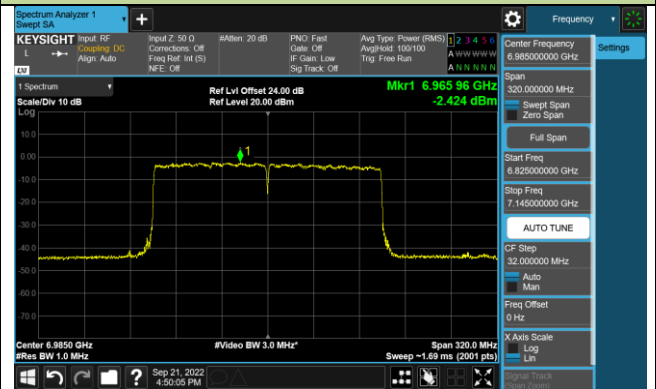 Spectrum Analyzer 1
Swept SA
+
Frequency
KEYSIGHT
L
LXI
Input: RF
Coupling: DC
Align: Auto
Input Z: 50 Ω
Corrections: Off
Freq Ref: Int (S)
NFE: Off
#Atten: 20 dB
PNO: Fast
Gate: Off
IF Gain: Low
Sig Track: Off
Avg Type: Power (RMS)
Avg|Hold: 100/100
Trig: Free Run
1 2 3 4 5 6
A W W W W W
A N N N N N
1 Spectrum
Scale/Div 10 dB
Log
Ref Lvl Offset 24.00 dB
Ref Level 20.00 dBm
Mkr1 6.965 96 GHz
-2.424 dBm
10.0
0.00
-10.0
-20.0
-30.0
-40.0
-50.0
-60.0
-70.0
1
Center 6.9850 GHz
#Res BW 1.0 MHz
#Video BW 3.0 MHz*
Span 320.0 MHz
Sweep ~1.69 ms (2001 pts)
Center Frequency
6.985000000 GHz
Settings
Span
320.000000 MHz
Swept Span
Zero Span
Full Span
Start Freq
6.825000000 GHz
Stop Freq
7.145000000 GHz
AUTO TUNE
CF Step
32.000000 MHz
Auto
Man
Freq Offset
0 Hz
X Axis Scale
Log
Lin
Signal Track
(Span Zoom)
?
Sep 21, 2022
4:50:05 PM